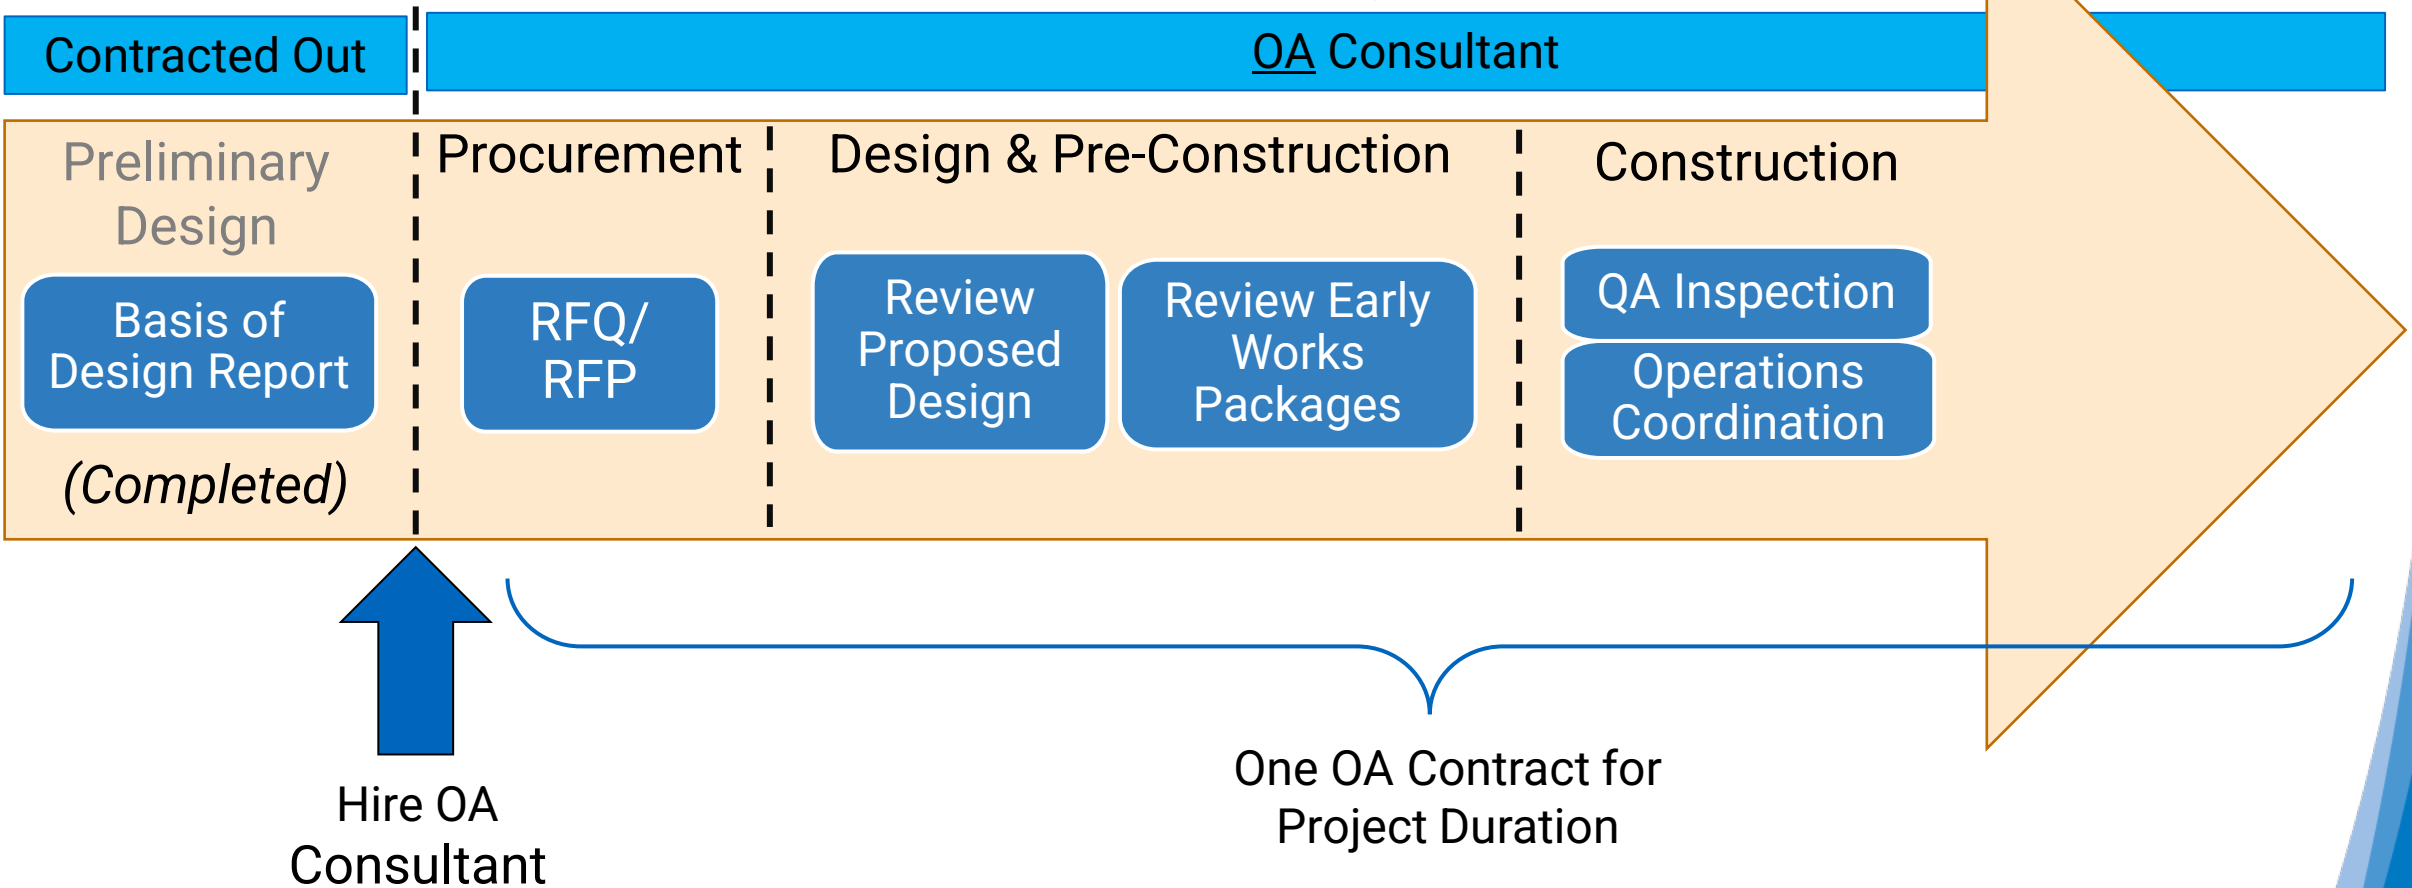 Contracted Out
OA Consultant
Preliminary
Design
Procurement
Design & Pre-Construction
Construction
Basis of
Design Report
(Completed)
RFQ/
RFP
Review
Proposed
Design
Review Early
Works
Packages
QA Inspection
Operations
Coordination
Hire OA
Consultant
One OA Contract for
Project Duration